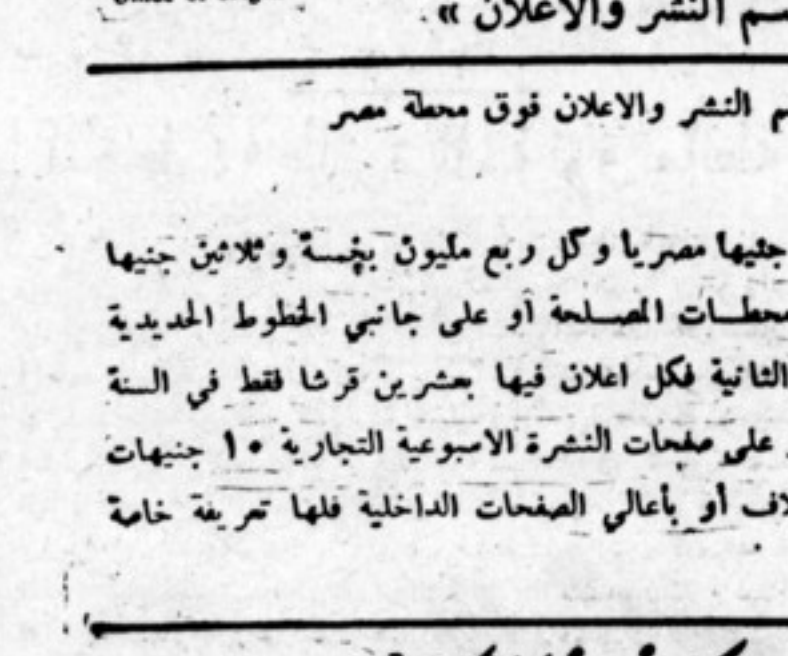 النشر والاعلان »
النشر والاعلان فوق محطة مصر
جنيها مصريا وكل ربع مليون بخمسة وثلاثين جنيها
محطات المصلحة أو على جانبي الخطوط الحديدية
الثانية فكل اعلان فيها بعشرين قرشا فقط في السنة
على صفحات النشرة الاسبوعية التجارية ١٠ جنيهات
أو بأعالي الصفحات الداخلية فلها تعريفة خاصة